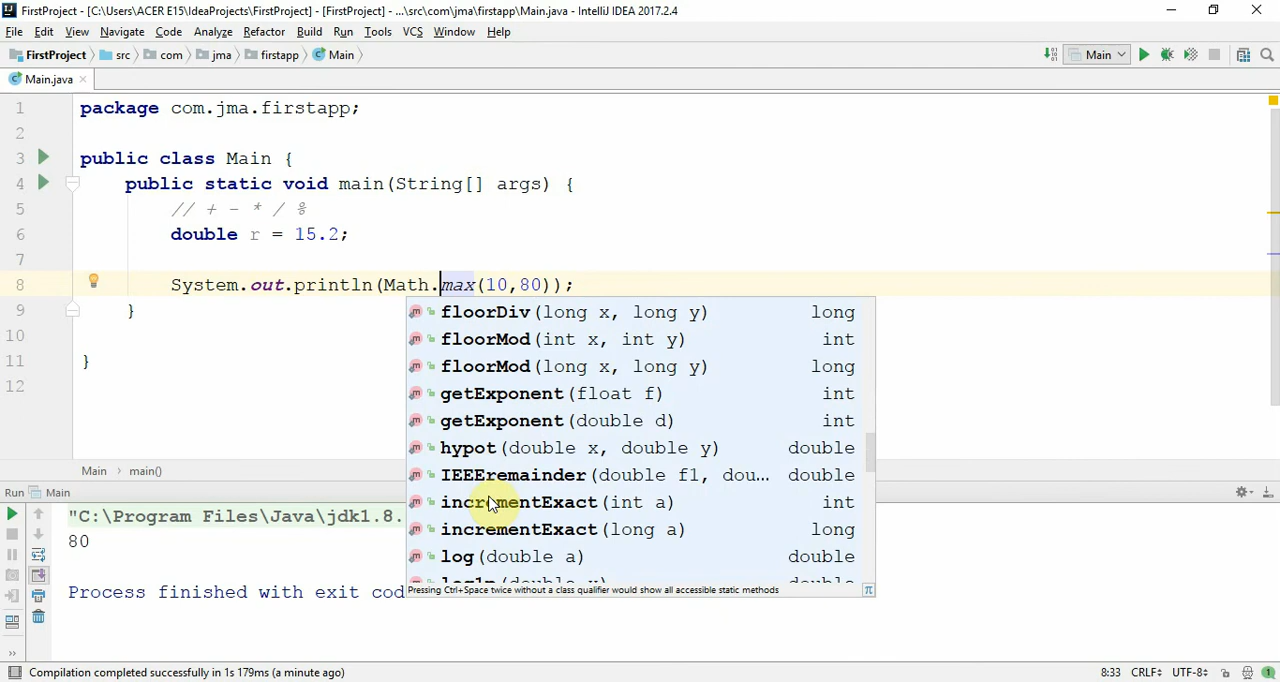 FirstProject - [C:\Users\ACER E15\IdeaProjects\FirstProject] - [FirstProject] - ...\src\com\jma\firstapp\Main.java - IntelliJ IDEA 2017.2.4
File Edit View Navigate Code Analyze Refactor Build Run Tools VCS Window Help
FirstProject src com jma firstapp Main Main
Main.java
1 package com.jma.firstapp;
2
3 public class Main {
4 public static void main(String[] args) {
5 // + - * / %
6 double r = 15.2;
7
8 System.out.println(Math.max(10,80));
9 }
10
11 }
12
floorDiv(long x, long y) long
floorMod(int x, int y) int
floorMod(long x, long y) long
getExponent(float f) int
getExponent(double d) int
hypot(double x, double y) double
IEEEremainder(double f1, dou... double
incrementExact(int a) int
incrementExact(long a) long
log(double a) double
Pressing Ctrl+Space twice without a class qualifier would show all accessible static methods π
Main main()
Run Main
"C:\Program Files\Java\jdk1.8.
80
Process finished with exit cod
Compilation completed successfully in 1s 179ms (a minute ago) 8:33 CRLF UTF-8 1